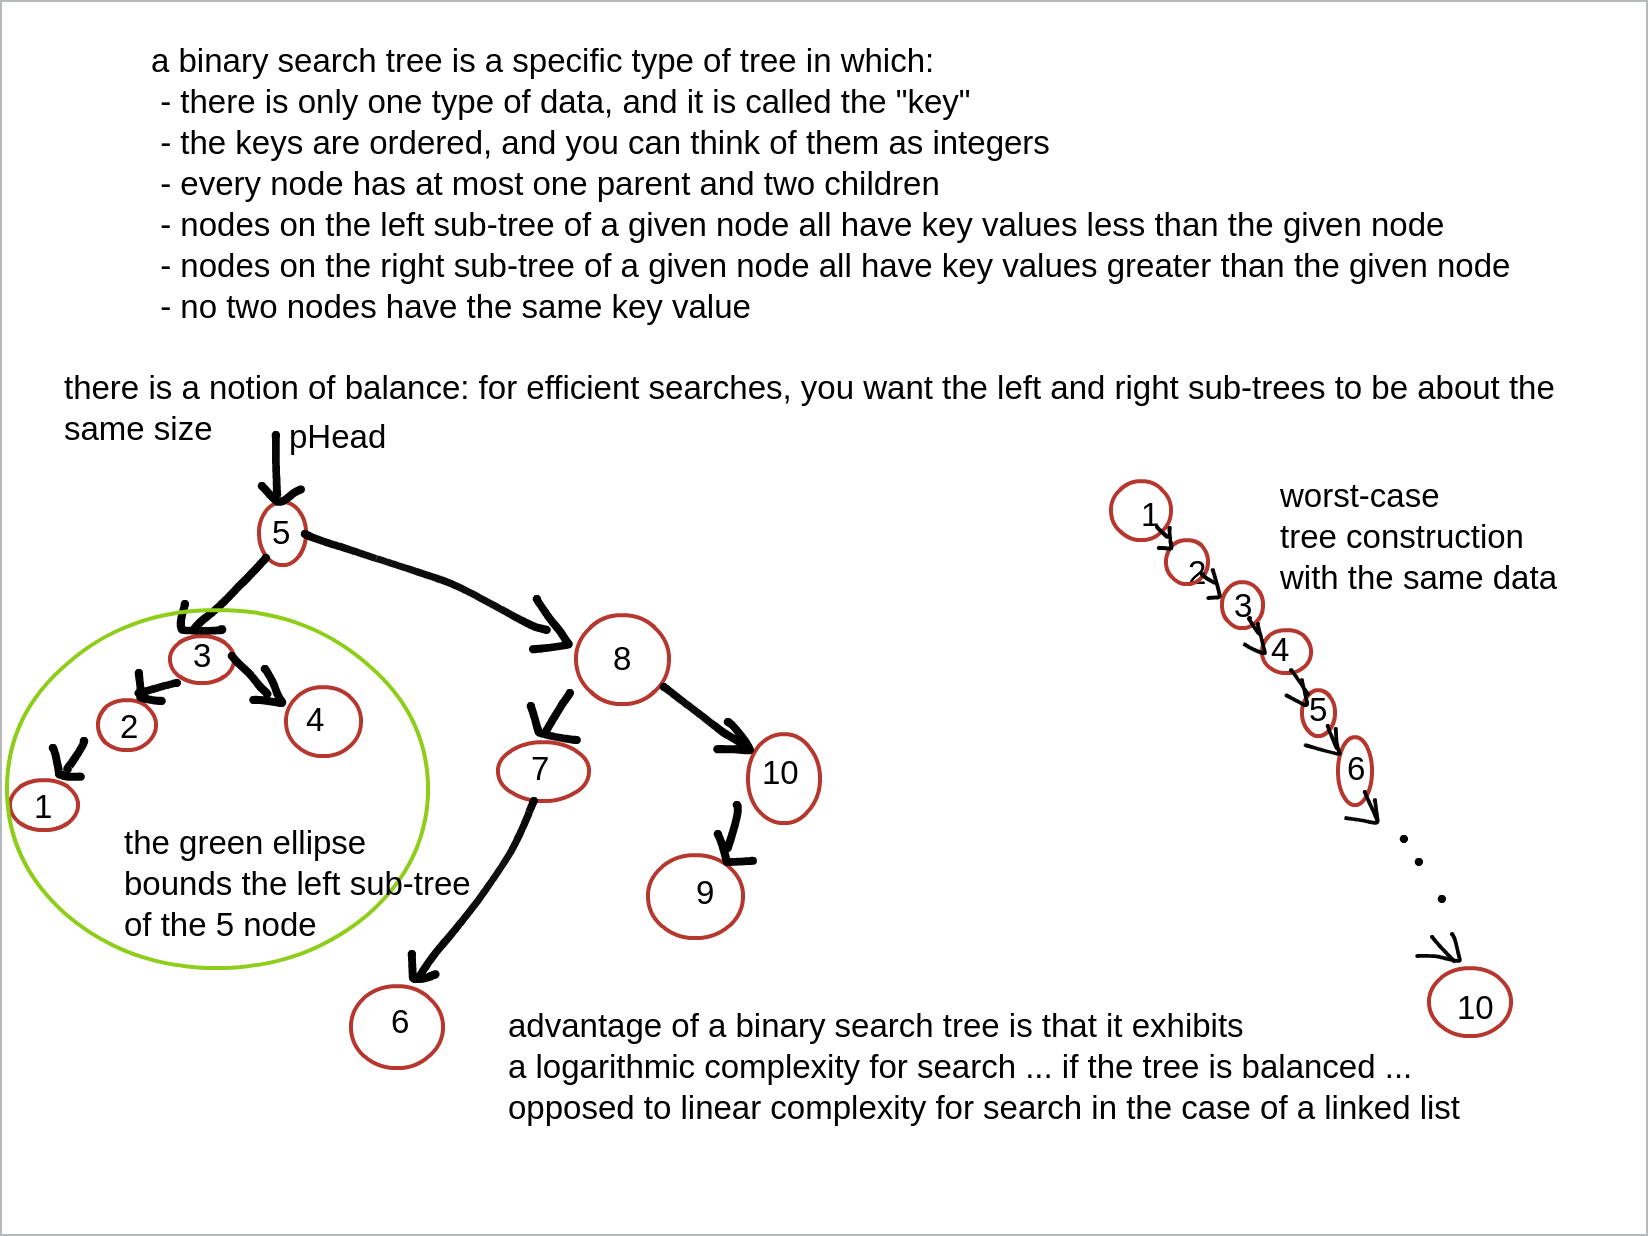 a binary search tree is a specific type of tree in which:
- there is only one type of data, and it is called the "key"
- the keys are ordered, and you can think of them as integers
- every node has at most one parent and two children
- nodes on the left sub-tree of a given node all have key values less than the given node
- nodes on the right sub-tree of a given node all have key values greater than the given node
- no two nodes have the same key value
there is a notion of balance: for efficient searches, you want the left and right sub-trees to be about the
same size
pHead
5
3
8
2
4
7
10
1
9
6
the green ellipse
bounds the left sub-tree
of the 5 node
worst-case
tree construction
with the same data
1
2
3
4
5
6
10
advantage of a binary search tree is that it exhibits
a logarithmic complexity for search ... if the tree is balanced ...
opposed to linear complexity for search in the case of a linked list